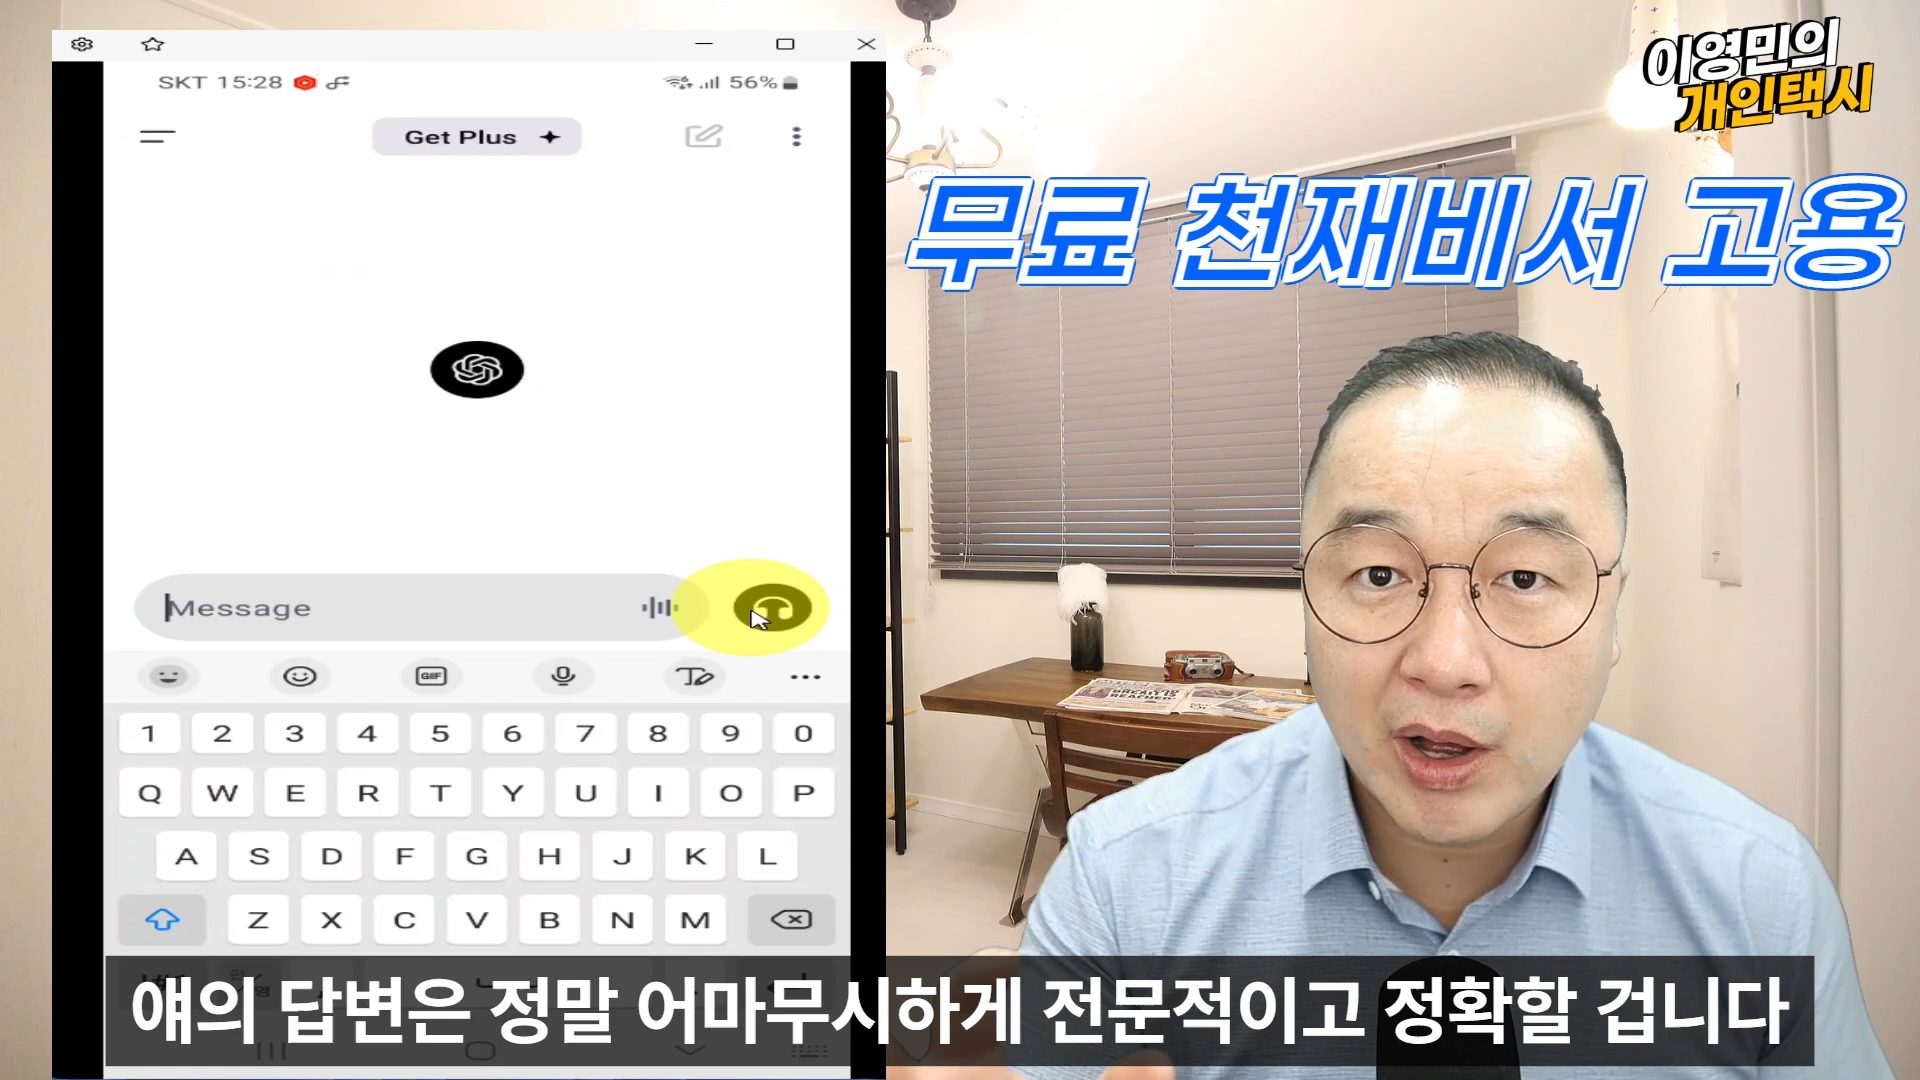 이영민의
개인택시
무료 천재비서 고용
SKT 15:28
56%
Get Plus
Message
GIF
1 2 3 4 5 6 7 8 9 0
Q W E R T Y U I O P
A S D F G H J K L
Z X C V B N M
얘의 답변은 정말 어마무시하게 전문적이고 정확할 겁니다